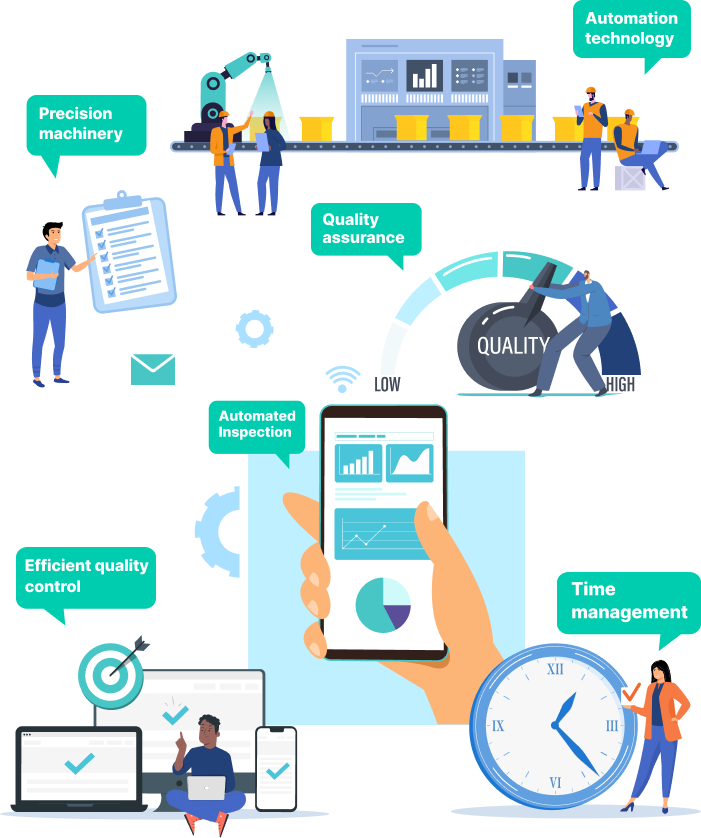 Automation
technology
Precision
machinery
Quality
assurance
QUALITY
LOW
HIGH
Automated
Inspection
Efficient quality
control
Time
management
XII
IX
III
VI